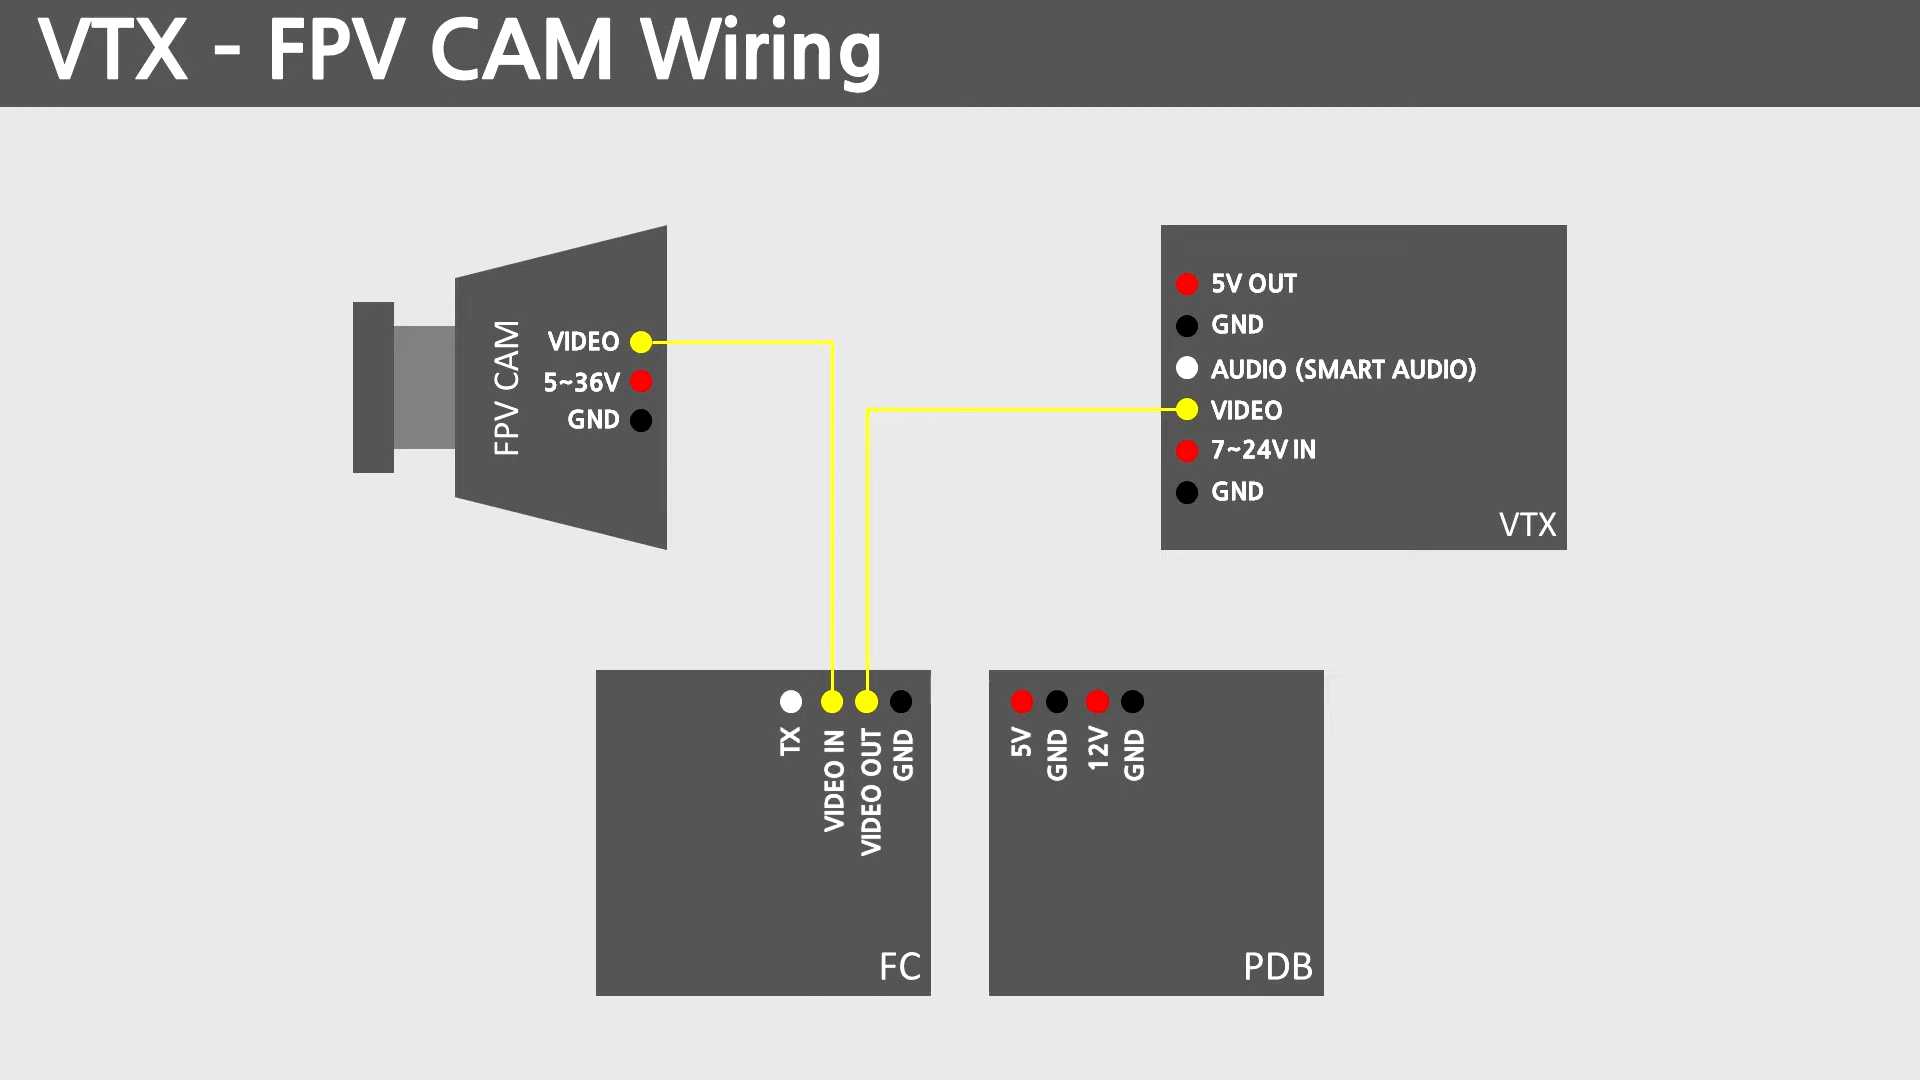 VTX - FPV CAM Wiring
FPV CAM
VIDEO
5~36V
GND
5V OUT
GND
AUDIO (SMART AUDIO)
VIDEO
7~24V IN
GND
VTX
TX
VIDEO IN
VIDEO OUT
GND
FC
5V
GND
12V
GND
PDB